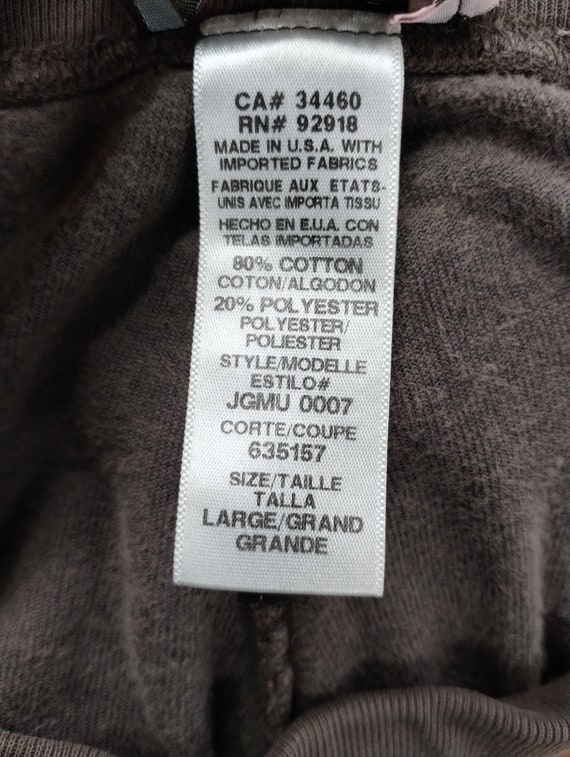 CA# 34460
RN# 92918
MADE IN U.S.A. WITH
IMPORTED FABRICS
FABRIQUE AUX ETATS-
UNIS AVEC IMPORTA TISSU
HECHO EN E.U.A. CON
TELAS IMPORTADAS
80% COTTON
COTON/ALGODON
20% POLYESTER
POLYESTER/
POLIESTER
STYLE/MODELLE
ESTILO#
JGMU 0007
CORTE/COUPE
635157
SIZE/TAILLE
TALLA
LARGE/GRAND
GRANDE